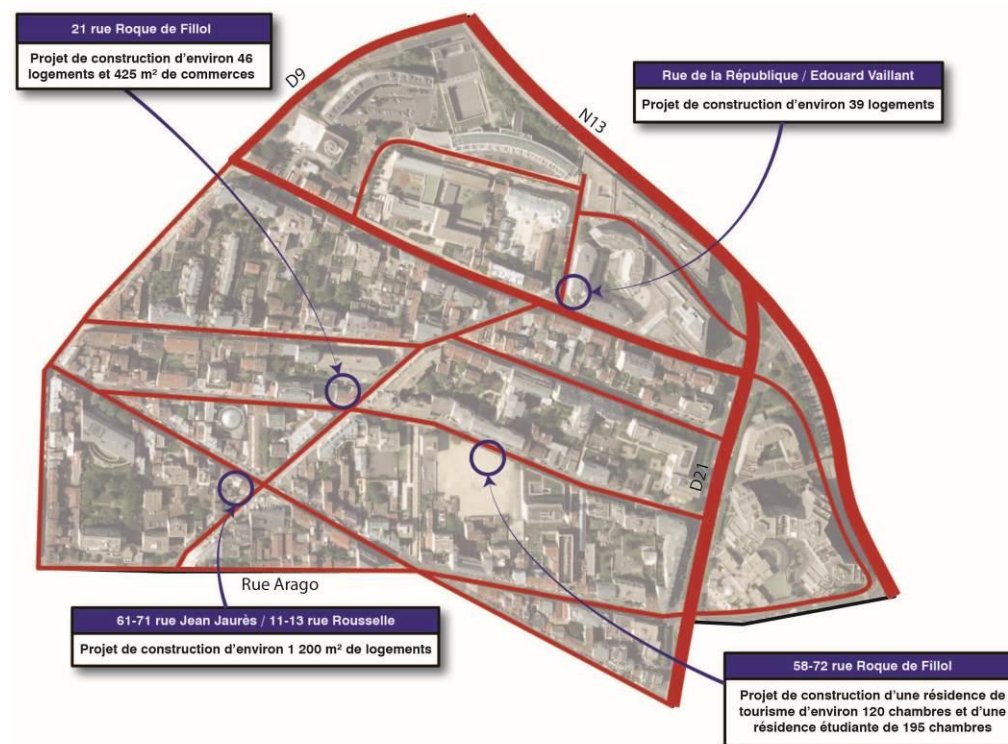 21 rue Roque de Fillol
Projet de construction d'environ 46
logements et 425 m² de commerces
D9
N13
Rue de la République / Edouard Vaillant
Projet de construction d'environ 39 logements
D21
Rue Arago
61-71 rue Jean Jaurès / 11-13 rue Rousselle
Projet de construction d'environ 1 200 m² de logements
58-72 rue Roque de Fillol
Projet de construction d'une résidence de
tourisme d'environ 120 chambres et d'une
résidence étudiante de 195 chambres